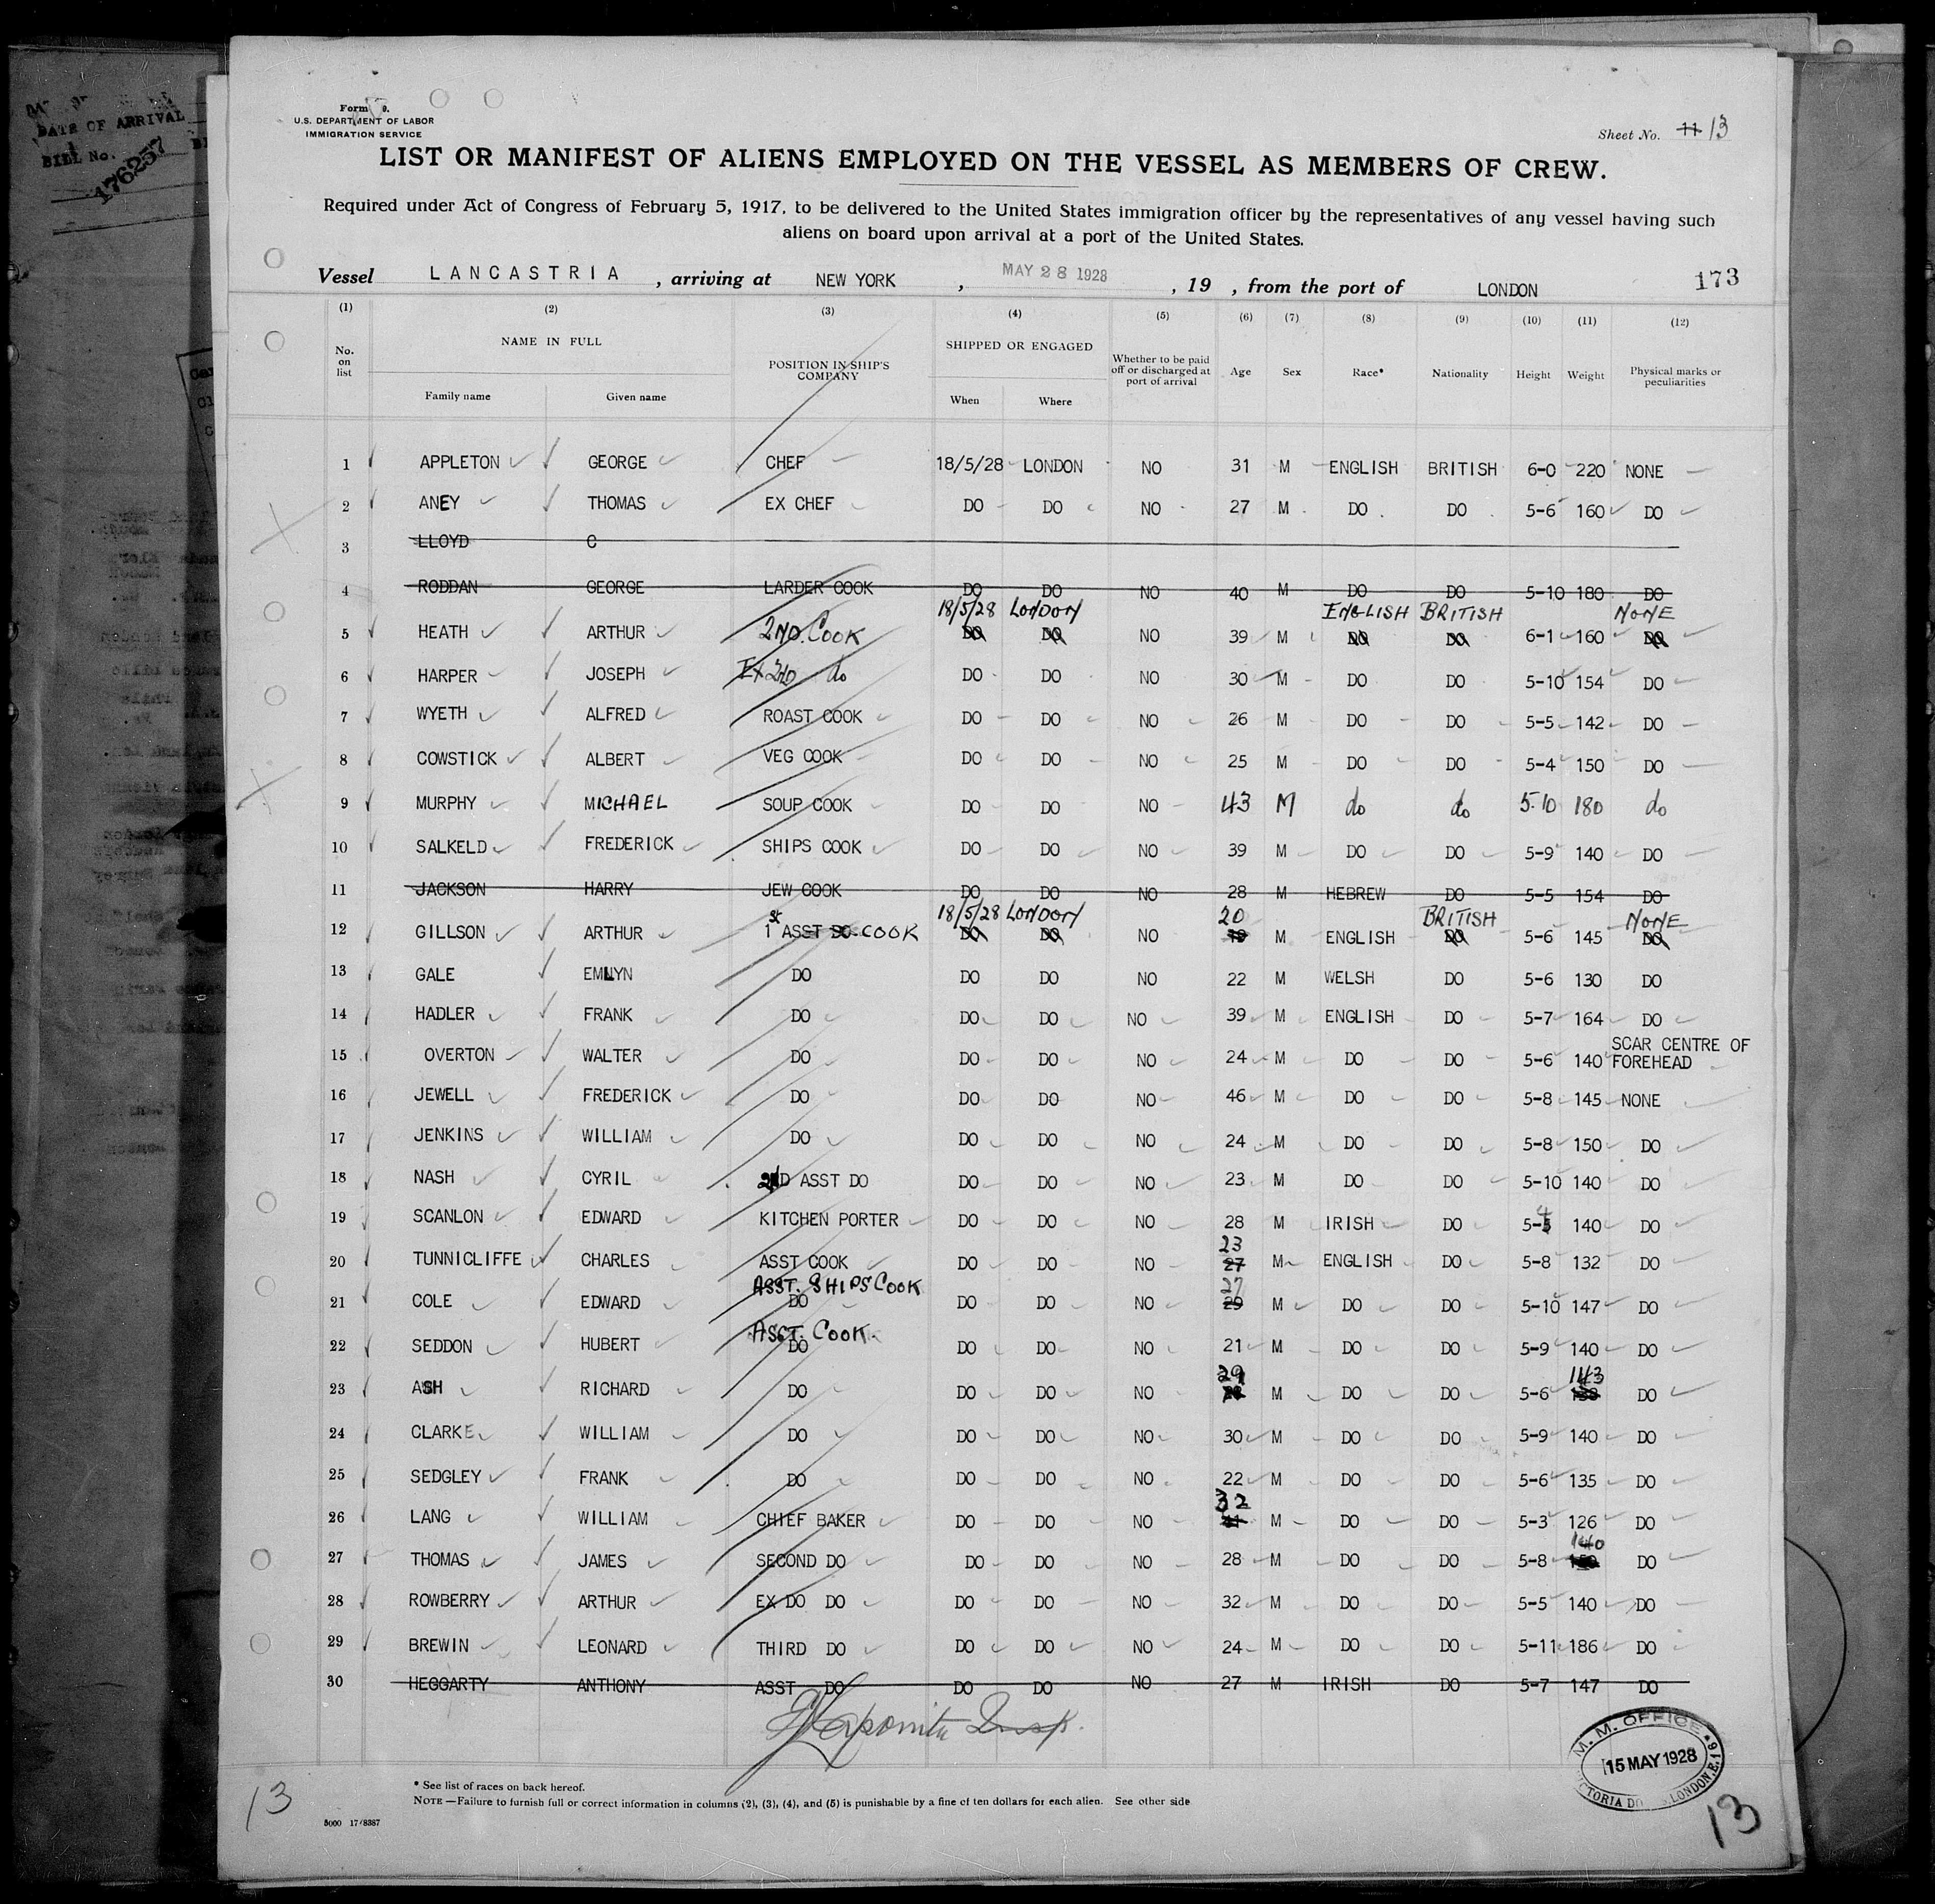 DATE OF ARRIVAL
BILL No.
176257
Form
U.S. DEPARTMENT OF LABOR
IMMIGRATION SERVICE
Sheet No. 11 13
LIST OR MANIFEST OF ALIENS EMPLOYED ON THE VESSEL AS MEMBERS OF CREW.
Required under Act of Congress of February 5, 1917, to be delivered to the United States immigration officer by the representatives of any vessel having such
aliens on board upon arrival at a port of the United States.
Vessel LANCASTRIA, arriving at NEW YORK, MAY 28 1928, 19 , from the port of LONDON 173
(1) (2) (3) (4) (5) (6) (7) (8) (9) (10) (11) (12)
No. on list NAME IN FULL Family name Given name POSITION IN SHIP'S COMPANY SHIPPED OR ENGAGED When Where Whether to be paid off or discharged at port of arrival Age Sex Race* Nationality Height Weight Physical marks or peculiarities
1 APPLETON GEORGE CHEF 18/5/28 LONDON NO 31 M ENGLISH BRITISH 6-0 220 NONE
2 ANEY THOMAS EX CHEF DO DO NO 27 M DO DO 5-6 160 DO
3 LLOYD C
4 RODDAN GEORGE LARDER COOK DO DO NO 40 M DO DO 5-10 180 DO
18/5/28 LONDON ENGLISH BRITISH NONE
5 HEATH ARTHUR 2ND. COOK DO DO NO 39 M DO DO 6-1 160 DO
6 HARPER JOSEPH Ex 2ND do DO DO NO 30 M DO DO 5-10 154 DO
7 WYETH ALFRED ROAST COOK DO DO NO 26 M DO DO 5-5 142 DO
8 COWSTICK ALBERT VEG COOK DO DO NO 25 M DO DO 5-4 150 DO
9 MURPHY MICHAEL SOUP COOK DO DO NO 43 M do do 5.10 180 do
10 SALKELD FREDERICK SHIPS COOK DO DO NO 39 M DO DO 5-9 140 DO
11 JACKSON HARRY JEW COOK DO DO NO 28 M HEBREW DO 5-5 154 DO
18/5/28 LONDON 20 BRITISH NONE
12 GILLSON ARTHUR 1st ASST DO. COOK DO DO NO M ENGLISH DO 5-6 145 DO
13 GALE EMLYN DO DO DO NO 22 M WELSH DO 5-6 130 DO
14 HADLER FRANK DO DO DO NO 39 M ENGLISH DO 5-7 164 DO
15 OVERTON WALTER DO DO DO NO 24 M DO DO 5-6 140 SCAR CENTRE OF FOREHEAD
16 JEWELL FREDERICK DO DO DO NO 46 M DO DO 5-8 145 NONE
17 JENKINS WILLIAM DO DO DO NO 24 M DO DO 5-8 150 DO
18 NASH CYRIL 2ND ASST DO DO DO NO 23 M DO DO 5-10 140 DO
19 SCANLON EDWARD KITCHEN PORTER DO DO NO 28 M IRISH DO 5-4 140 DO
23
20 TUNNICLIFFE CHARLES ASST COOK DO DO NO 27 M ENGLISH DO 5-8 132 DO
ASST. SHIPS COOK 27
21 COLE EDWARD DO DO DO NO 29 M DO DO 5-10 147 DO
ASST. COOK.
22 SEDDON HUBERT DO DO DO NO 21 M DO DO 5-9 140 DO
29 143
23 ASH RICHARD DO DO DO NO M DO DO 5-6 DO
24 CLARKE WILLIAM DO DO DO NO 30 M DO DO 5-9 140 DO
25 SEDGLEY FRANK DO DO DO NO 22 M DO DO 5-6 135 DO
32
26 LANG WILLIAM CHIEF BAKER DO DO NO M DO DO 5-3 126 DO
140
27 THOMAS JAMES SECOND DO DO DO NO 28 M DO DO 5-8 DO
28 ROWBERRY ARTHUR EX DO DO DO DO NO 32 M DO DO 5-5 140 DO
29 BREWIN LEONARD THIRD DO DO DO NO 24 M DO DO 5-11 186 DO
30 HEGGARTY ANTHONY ASST DO DO DO NO 27 M IRISH DO 5-7 147 DO
Insp.
M. M. OFFICE
15 MAY 1928
LONDON, E.16
13
* See list of races on back hereof.
NOTE—Failure to furnish full or correct information in columns (2), (3), (4), and (5) is punishable by a fine of ten dollars for each alien. See other side
5000 17/8387
13